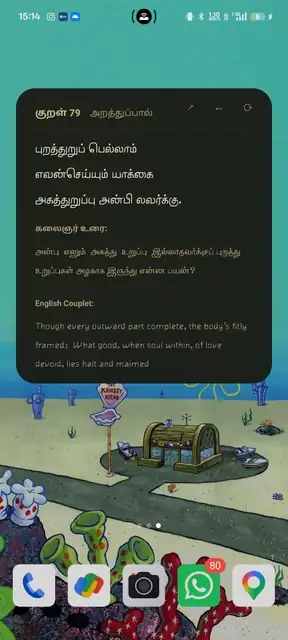 15:14
குறள் 79 அறத்துப்பால்
புறத்துறுப் பெல்லாம்
எவன்செய்யும் யாக்கை
அகத்துறுப்பு அன்பி லவர்க்கு.
கலைஞர் உரை:
அன்பு எனும் அகத்து உறுப்பு இல்லாதவர்க்குப் புறத்து
உறுப்புகள் அழகாக இருந்து என்ன பயன்?
English Couplet:
Though every outward part complete, the body's fitly
framed; What good, when soul within, of love
devoid, lies halt and maimed
KRUSTY
KRAB
80